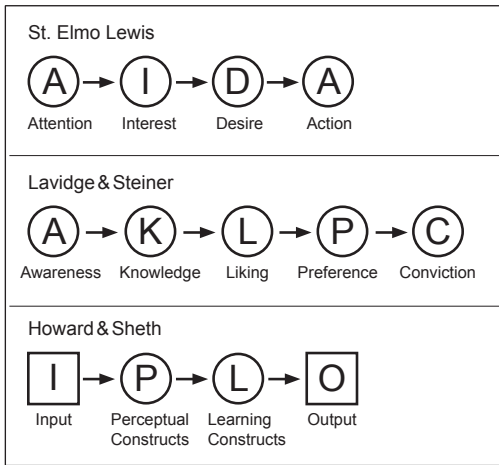 St. Elmo Lewis
A I D A
Attention Interest Desire Action
Lavidge & Steiner
A K L P C
Awareness Knowledge Liking Preference Conviction
Howard & Sheth
I P L O
Input Perceptual Learning Output
Constructs Constructs